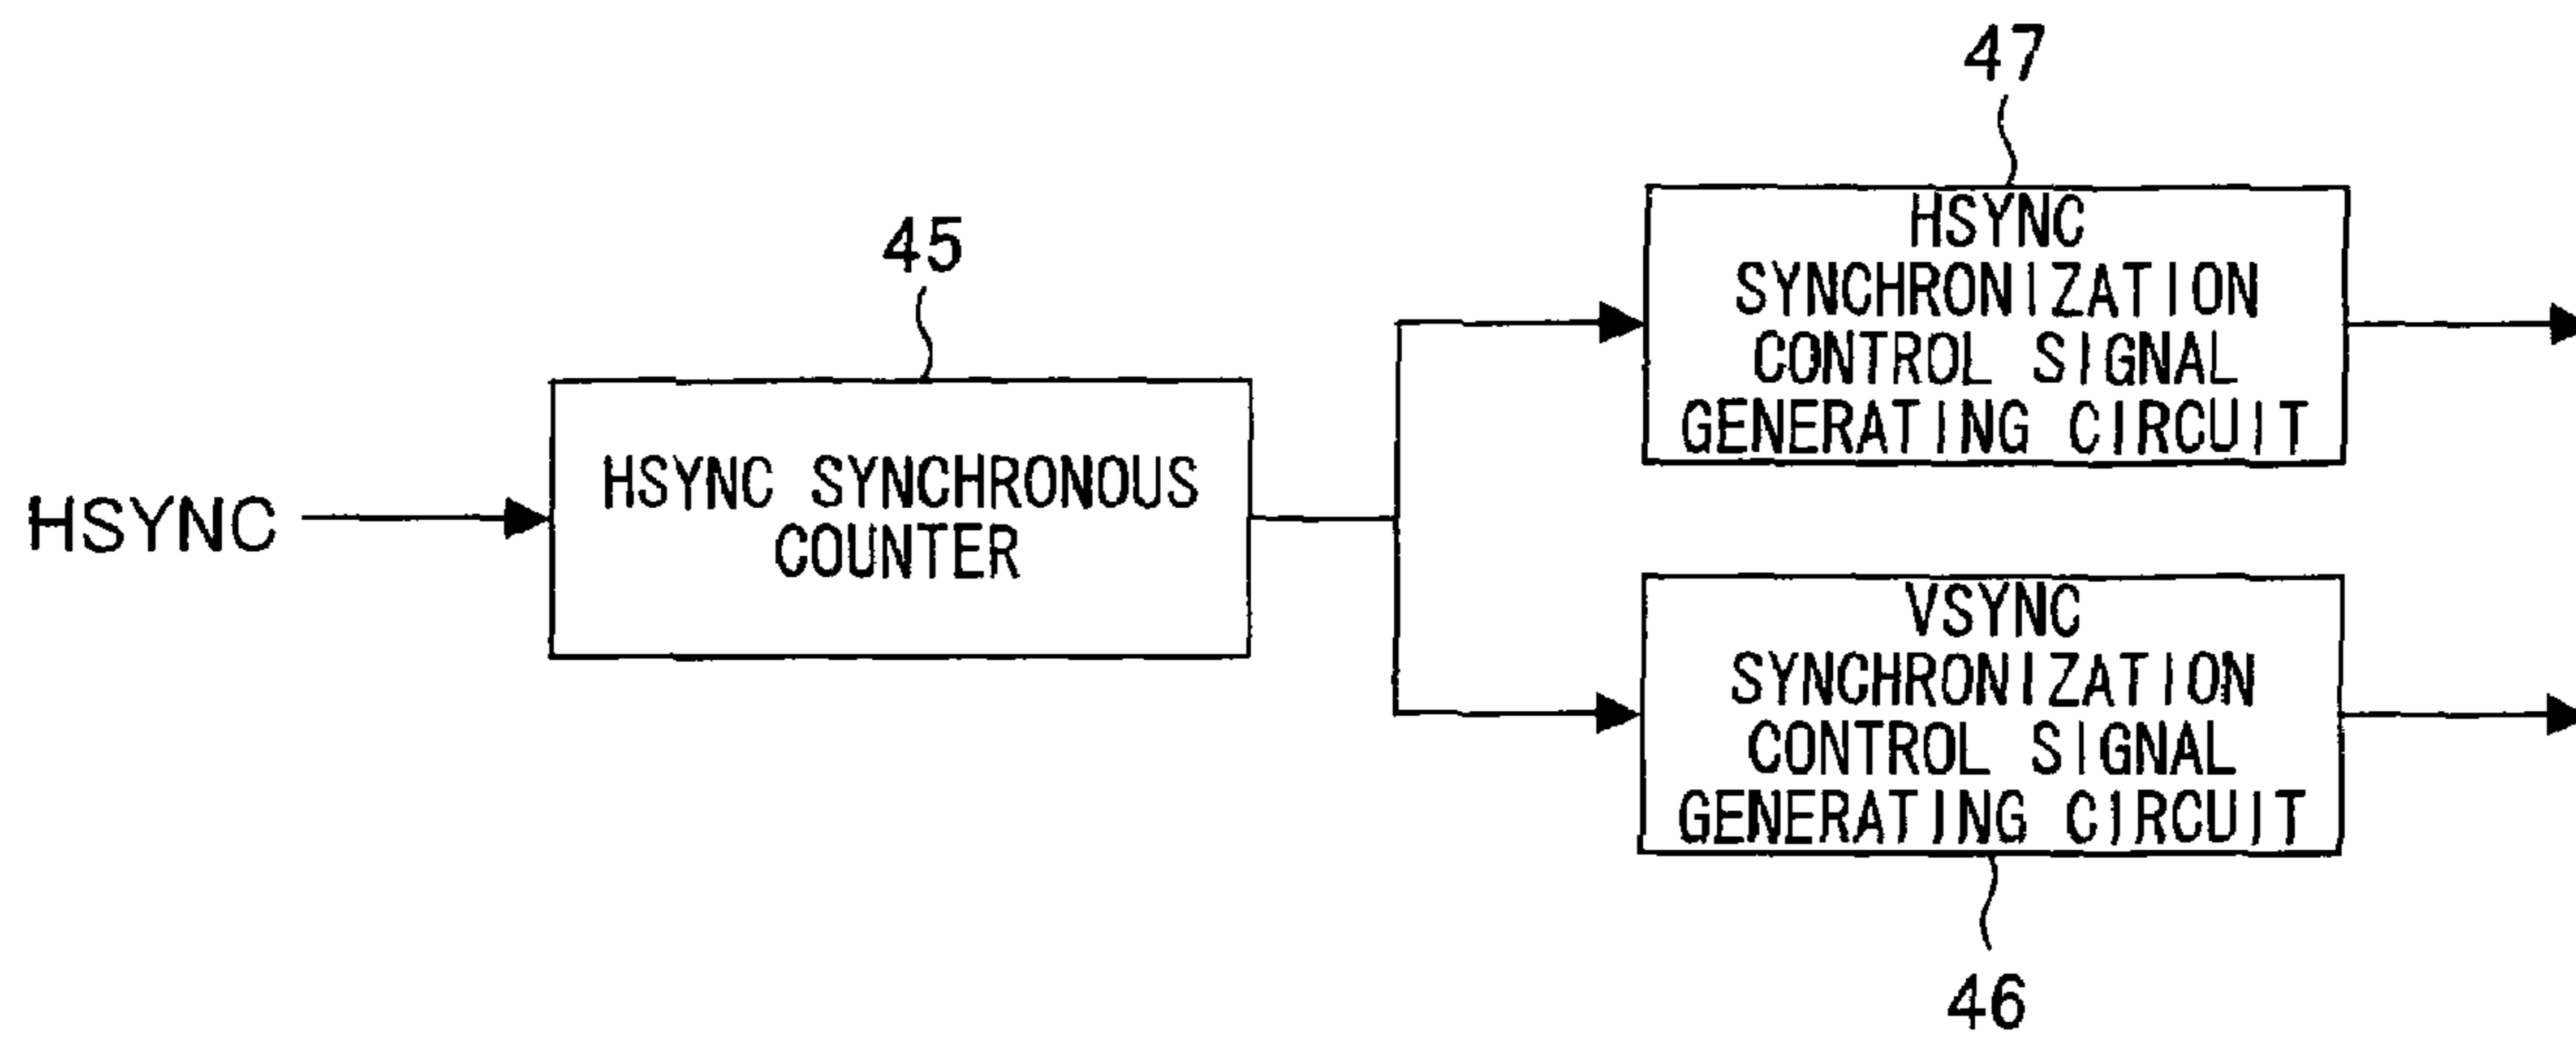 47
HSYNC
SYNCHRONIZATION
CONTROL SIGNAL
GENERATING CIRCUIT
45
HSYNC SYNCHRONOUS
COUNTER
HSYNC
VSYNC
SYNCHRONIZATION
CONTROL SIGNAL
GENERATING CIRCUIT
46